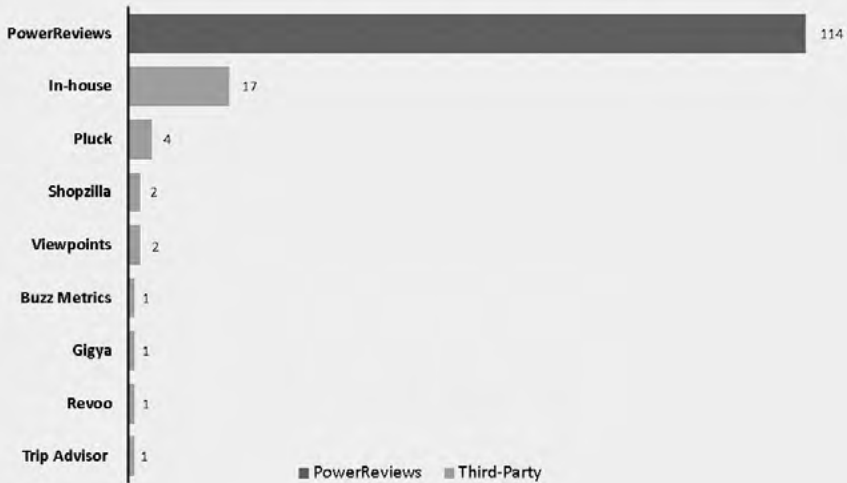 PowerReviews 114
In-house 17
Pluck 4
Shopzilla 2
Viewpoints 2
Buzz Metrics 1
Gigya 1
Revoo 1
Trip Advisor 1
PowerReviews Third-Party